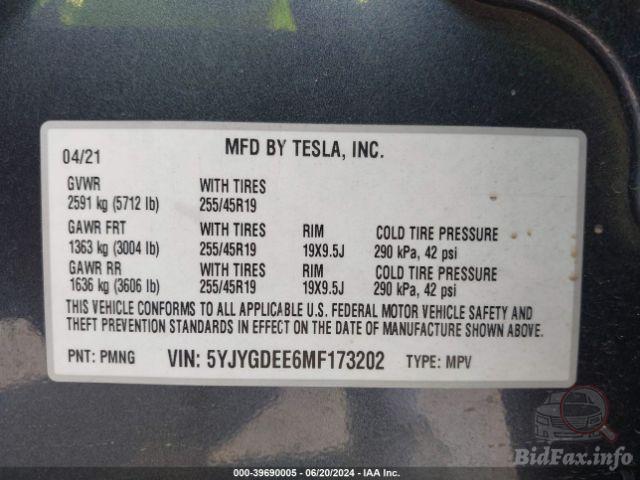 04/21
MFD BY TESLA, INC.
GVWR WITH TIRES
2591 kg (5712 lb) 255/45R19
GAWR FRT WITH TIRES RIM COLD TIRE PRESSURE
1363 kg (3004 lb) 255/45R19 19X9.5J 290 kPa, 42 psi
GAWR RR WITH TIRES RIM COLD TIRE PRESSURE
1636 kg (3606 lb) 255/45R19 19X9.5J 290 kPa, 42 psi
THIS VEHICLE CONFORMS TO ALL APPLICABLE U.S. FEDERAL MOTOR VEHICLE SAFETY AND
THEFT PREVENTION STANDARDS IN EFFECT ON THE DATE OF MANUFACTURE SHOWN ABOVE.
PNT: PMNG VIN: 5YJYGDEE6MF173202 TYPE: MPV
BidFax.info
000-39690005 - 06/20/2024 - IAA Inc.